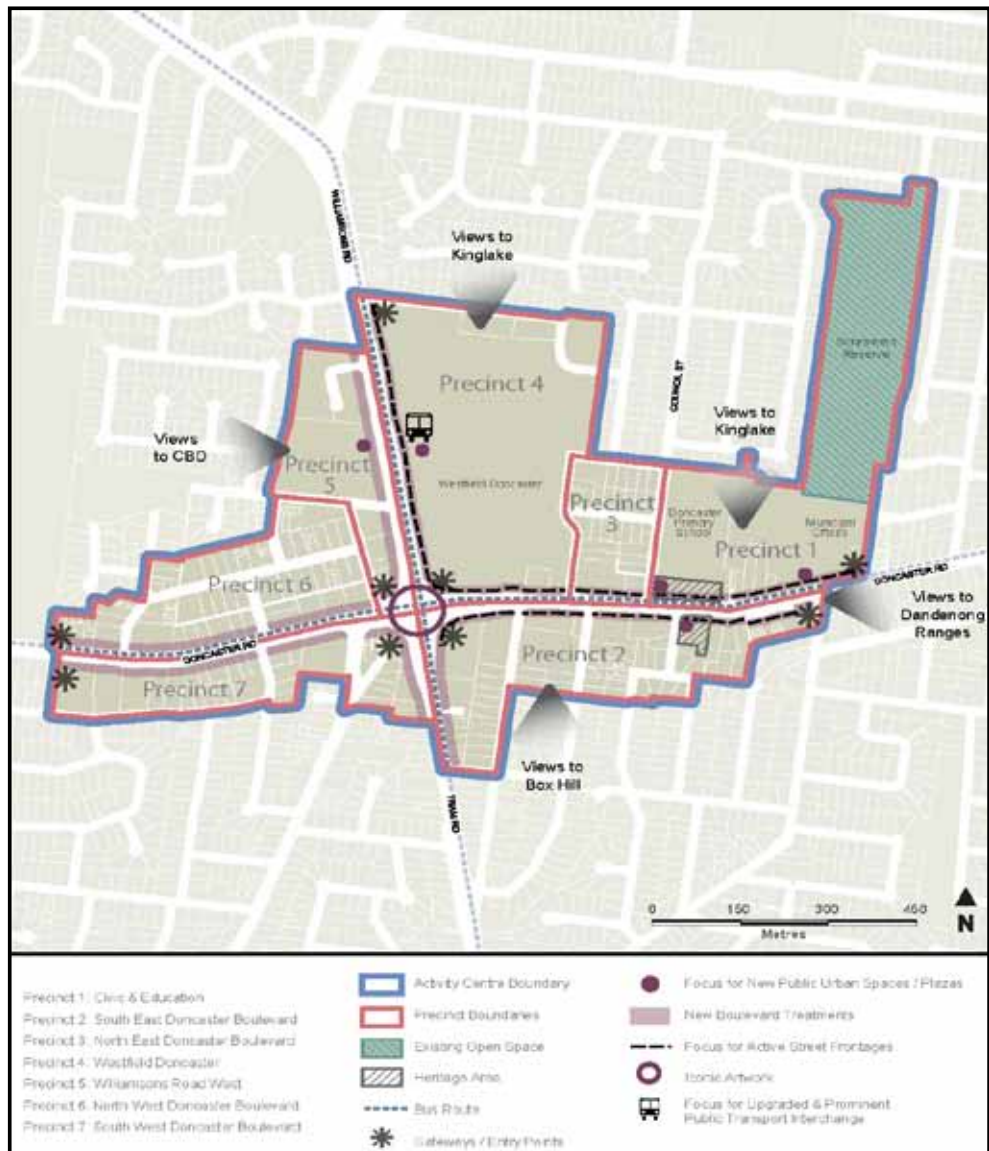 WILLIAMSONS RD
Views to
Kinglake
Precinct 4
COUNCIL ST
Reserve
Views
to CBD
Precinct
5
Views to
Kinglake
Westfield Doncaster
Precinct
3
Doncaster
Primary
School
Municipal
Offices
Precinct 1
Precinct 6
DONCASTER RD
Views to
Dandenong
Ranges
DONCASTER RD
Precinct 7
Precinct 2
Views to
Box Hill
TRAM RD
0 150 300 450
Metres
N
Precinct 1: Civic & Education
Precinct 2: South East Doncaster Boulevard
Precinct 3: North East Doncaster Boulevard
Precinct 4: Westfield Doncaster
Precinct 5: Williamsons Road West
Precinct 6: North West Doncaster Boulevard
Precinct 7: South West Doncaster Boulevard
Activity Centre Boundary
Precinct Boundaries
Existing Open Space
Heritage Area
Bus Route
Gateways / Entry Points
Focus for New Public Urban Spaces / Plazas
New Boulevard Treatments
Focus for Active Street Frontages
Iconic Artwork
Focus for Upgraded & Prominent
Public Transport Interchange